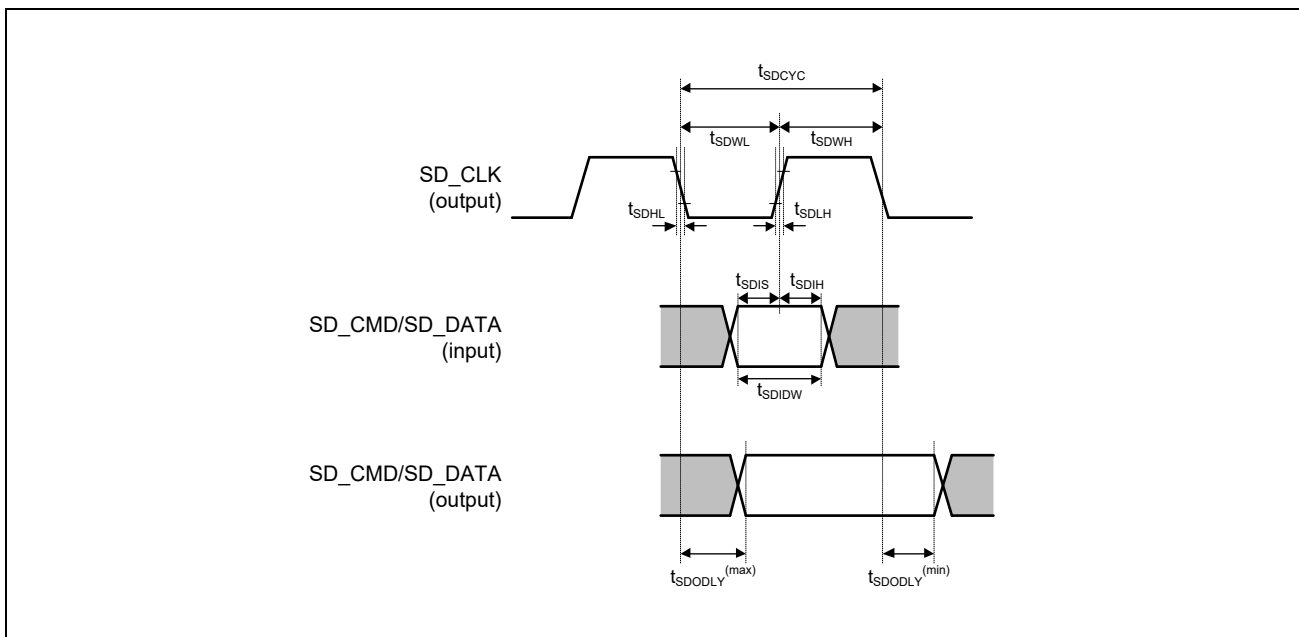 tSDCYC
tSDWL
tSDWH
SD_CLK
(output)
tSDHL
tSDLH
tSDIS
tSDIH
SD_CMD/SD_DATA
(input)
tSDIDW
SD_CMD/SD_DATA
(output)
tSDODLY(max)
tSDODLY(min)